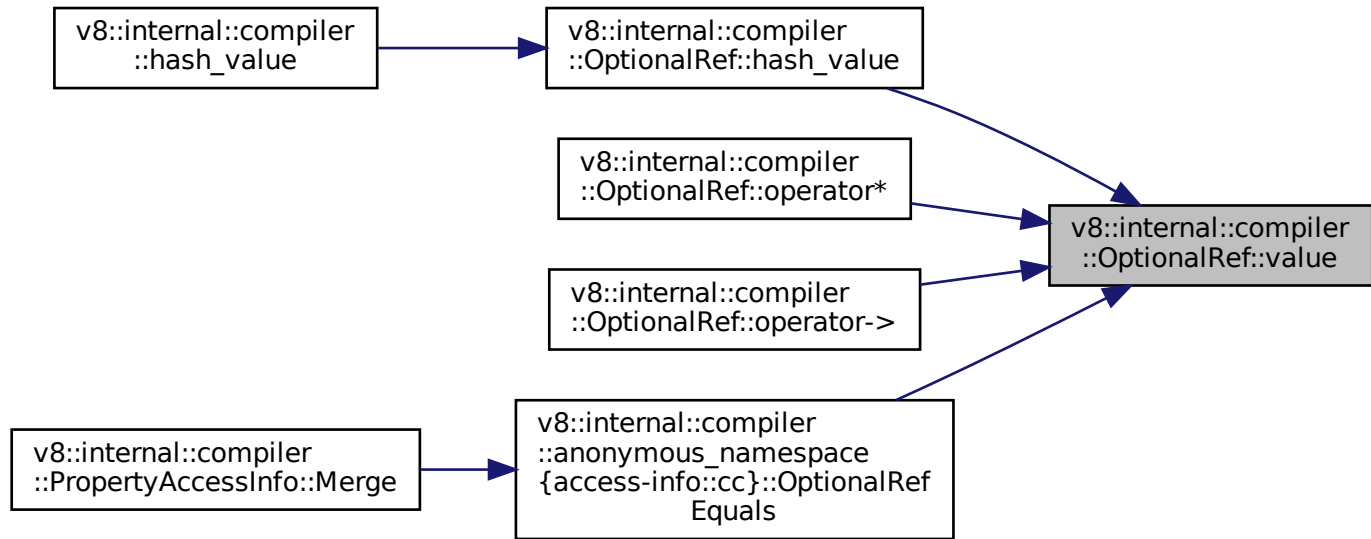 v8::internal::compiler
::hash_value
v8::internal::compiler
::OptionalRef::hash_value
v8::internal::compiler
::OptionalRef::operator*
v8::internal::compiler
::OptionalRef::value
v8::internal::compiler
::OptionalRef::operator->
v8::internal::compiler
::PropertyAccessInfo::Merge
v8::internal::compiler
::anonymous_namespace
{access-info::cc}::OptionalRef
Equals